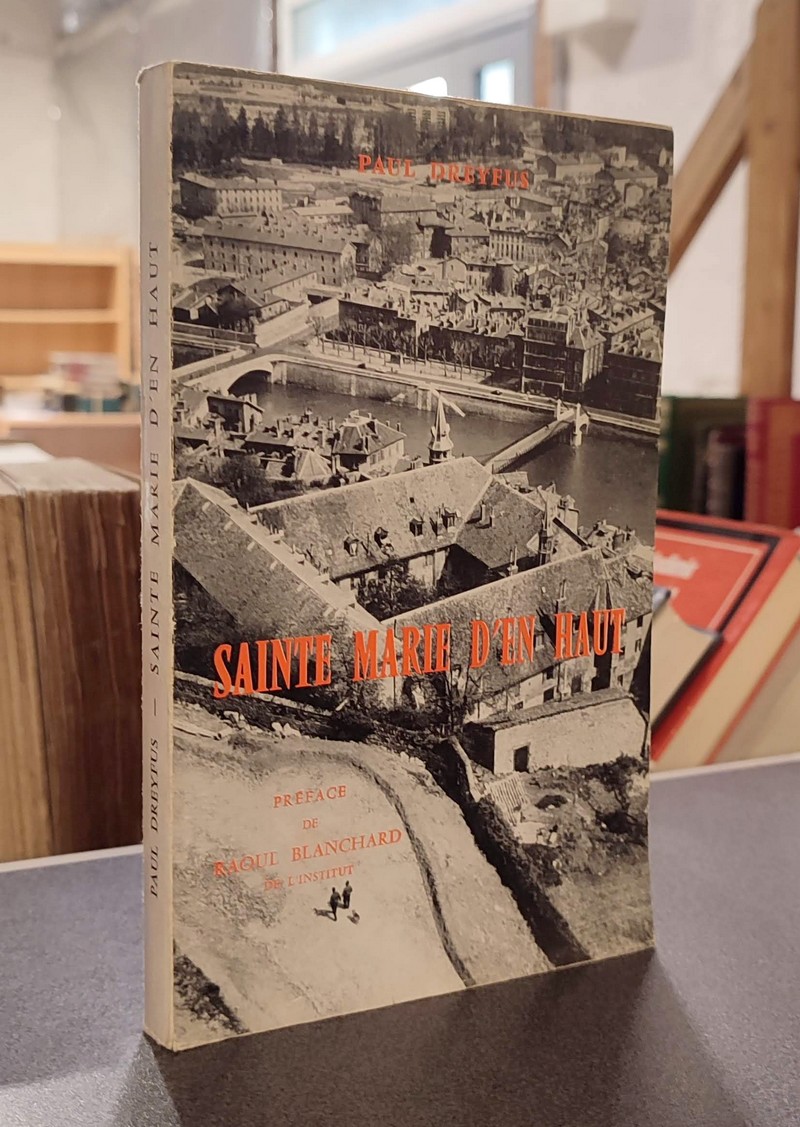 PAUL DREYFUS
SAINTE MARIE D'EN HAUT
PRÉFACE
DE
RAOUL BLANCHARD
DE L'INSTITUT
PAUL DREYFUS — SAINTE MARIE D'EN HAUT